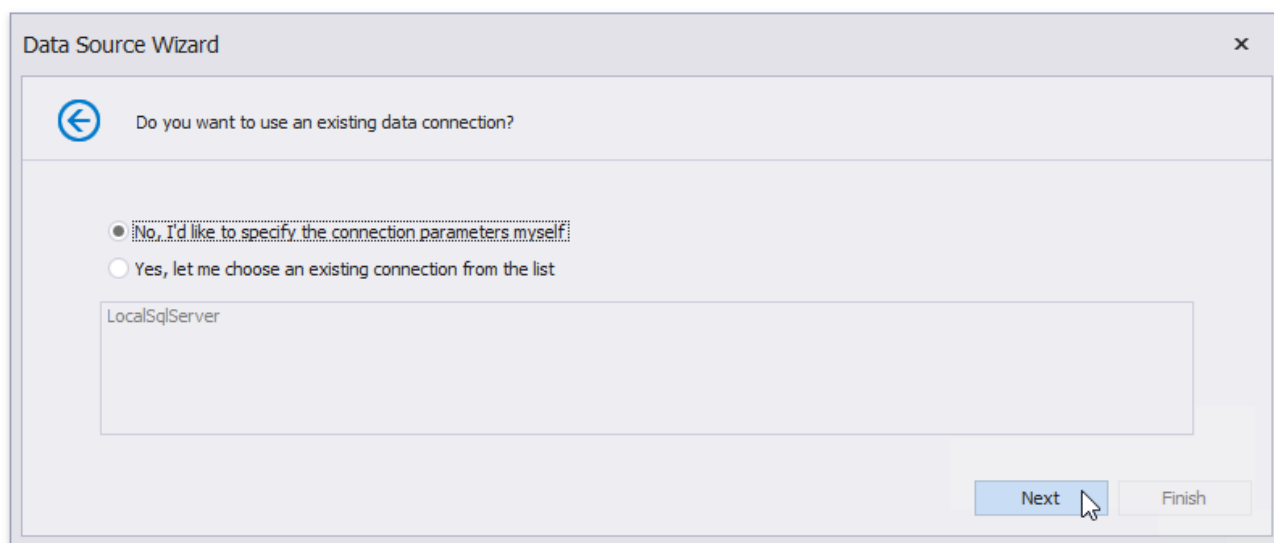 Data Source Wizard
Do you want to use an existing data connection?
No, I'd like to specify the connection parameters myself
Yes, let me choose an existing connection from the list
LocalSqlServer
Next
Finish